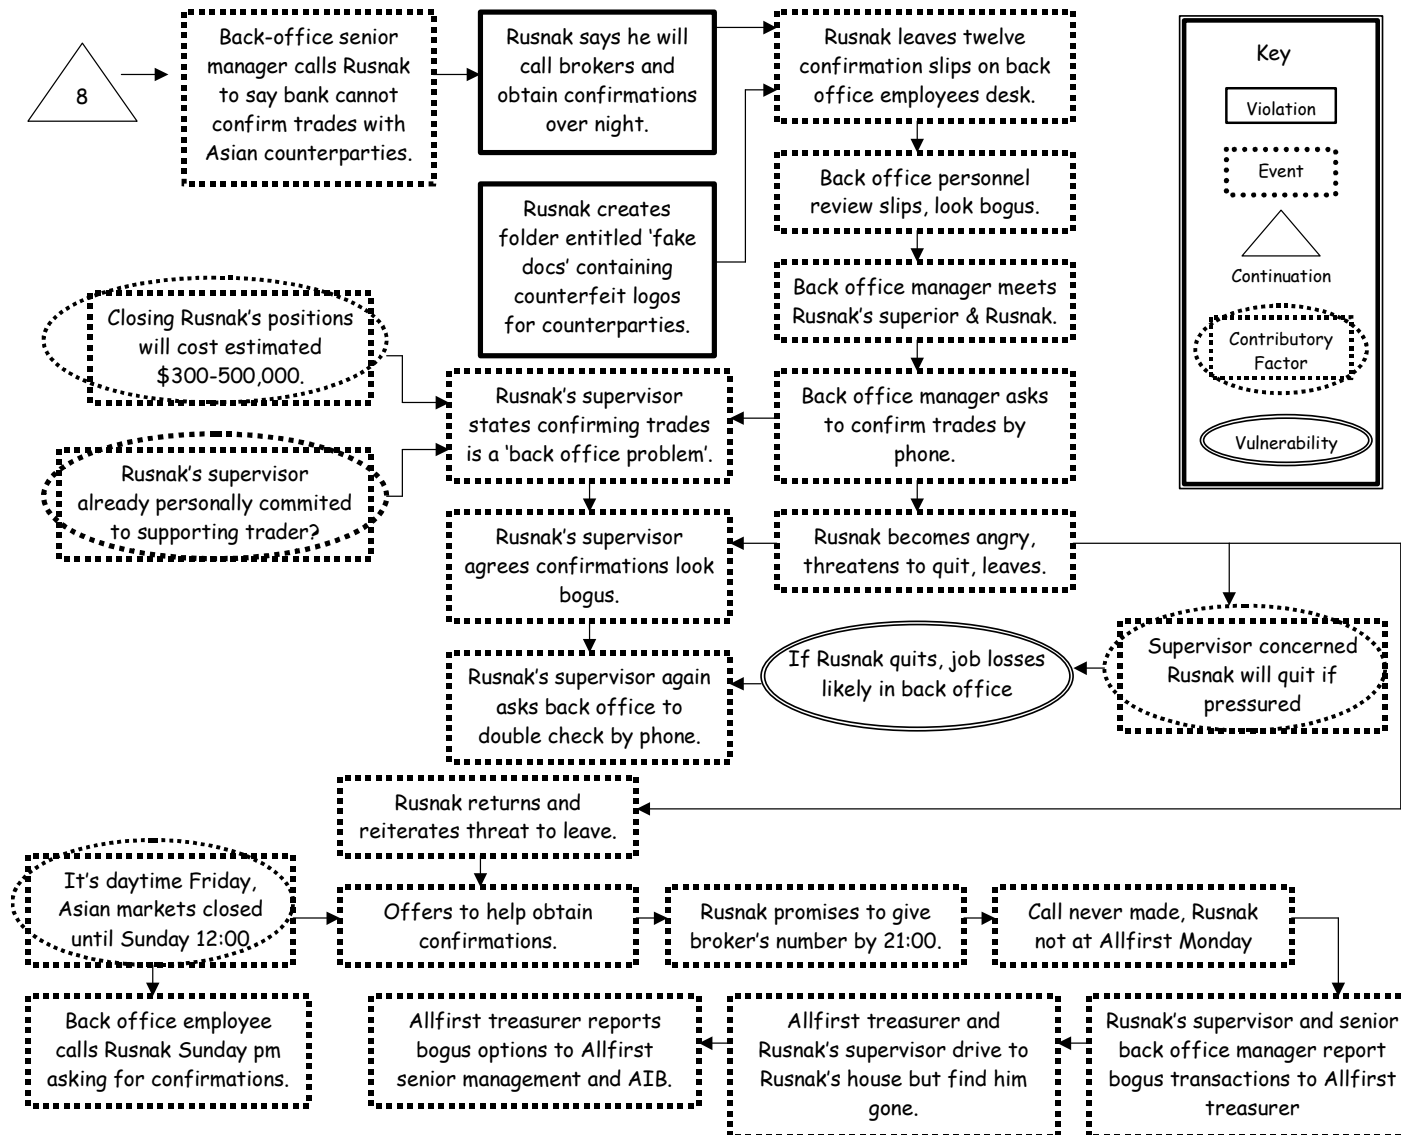 8
Back-office senior
manager calls Rusnak
to say bank cannot
confirm trades with
Asian counterparties.
Rusnak says he will
call brokers and
obtain confirmations
over night.
Rusnak leaves twelve
confirmation slips on back
office employees desk.
Key
Violation
Event
Continuation
Contributory
Factor
Vulnerability
Rusnak creates
folder entitled ‘fake
docs’ containing
counterfeit logos
for counterparties.
Back office personnel
review slips, look bogus.
Back office manager meets
Rusnak’s superior & Rusnak.
Closing Rusnak’s positions
will cost estimated
$300-500,000.
Rusnak’s supervisor
states confirming trades
is a ‘back office problem’.
Back office manager asks
to confirm trades by
phone.
Rusnak’s supervisor
already personally commited
to supporting trader?
Rusnak’s supervisor
agrees confirmations look
bogus.
Rusnak becomes angry,
threatens to quit, leaves.
Rusnak’s supervisor again
asks back office to
double check by phone.
If Rusnak quits, job losses
likely in back office
Supervisor concerned
Rusnak will quit if
pressured
Rusnak returns and
reiterates threat to leave.
It’s daytime Friday,
Asian markets closed
until Sunday 12:00
Offers to help obtain
confirmations.
Rusnak promises to give
broker’s number by 21:00.
Call never made, Rusnak
not at Allfirst Monday
Back office employee
calls Rusnak Sunday pm
asking for confirmations.
Allfirst treasurer reports
bogus options to Allfirst
senior management and AIB.
Allfirst treasurer and
Rusnak’s supervisor drive to
Rusnak’s house but find him
gone.
Rusnak’s supervisor and senior
back office manager report
bogus transactions to Allfirst
treasurer